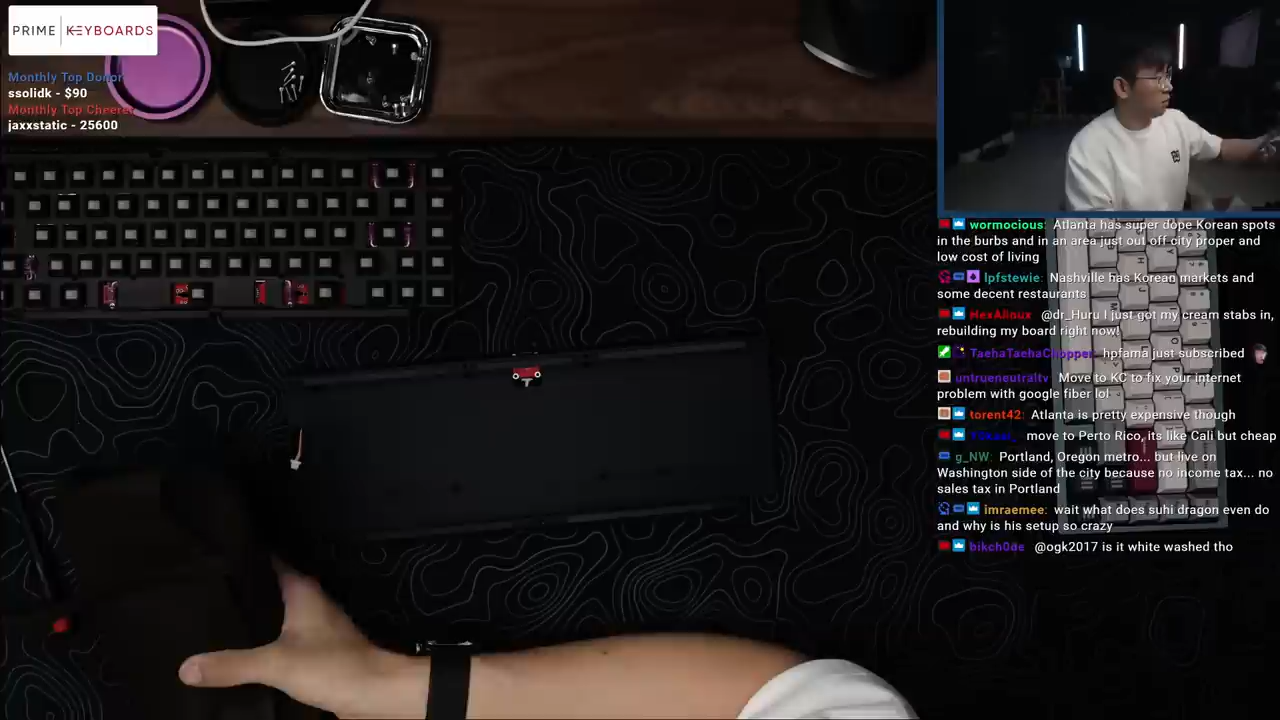 PRIME KEYBOARDS
Monthly Top Donor
ssolidk - $90
Monthly Top Cheerer
jaxxstatic - 25600
wormocious: Atlanta has super dope Korean spots
in the burbs and in an area just out off city proper and
low cost of living
lpfstewie: Nashville has Korean markets and
some decent restaurants
HexAlinux: @dr_Huru I just got my cream stabs in,
rebuilding my board right now!
TaehaTaehaChopper: hpfama just subscribed
untrueneutraltv: Move to KC to fix your internet
problem with google fiber lol
torent42: Atlanta is pretty expensive though
move to Perto Rico, its like Cali but cheap
g_NW: Portland, Oregon metro... but live on
Washington side of the city because no income tax... no
sales tax in Portland
imraemee: wait what does suhi dragon even do
and why is his setup so crazy
bikch0de: @ogk2017 is it white washed tho